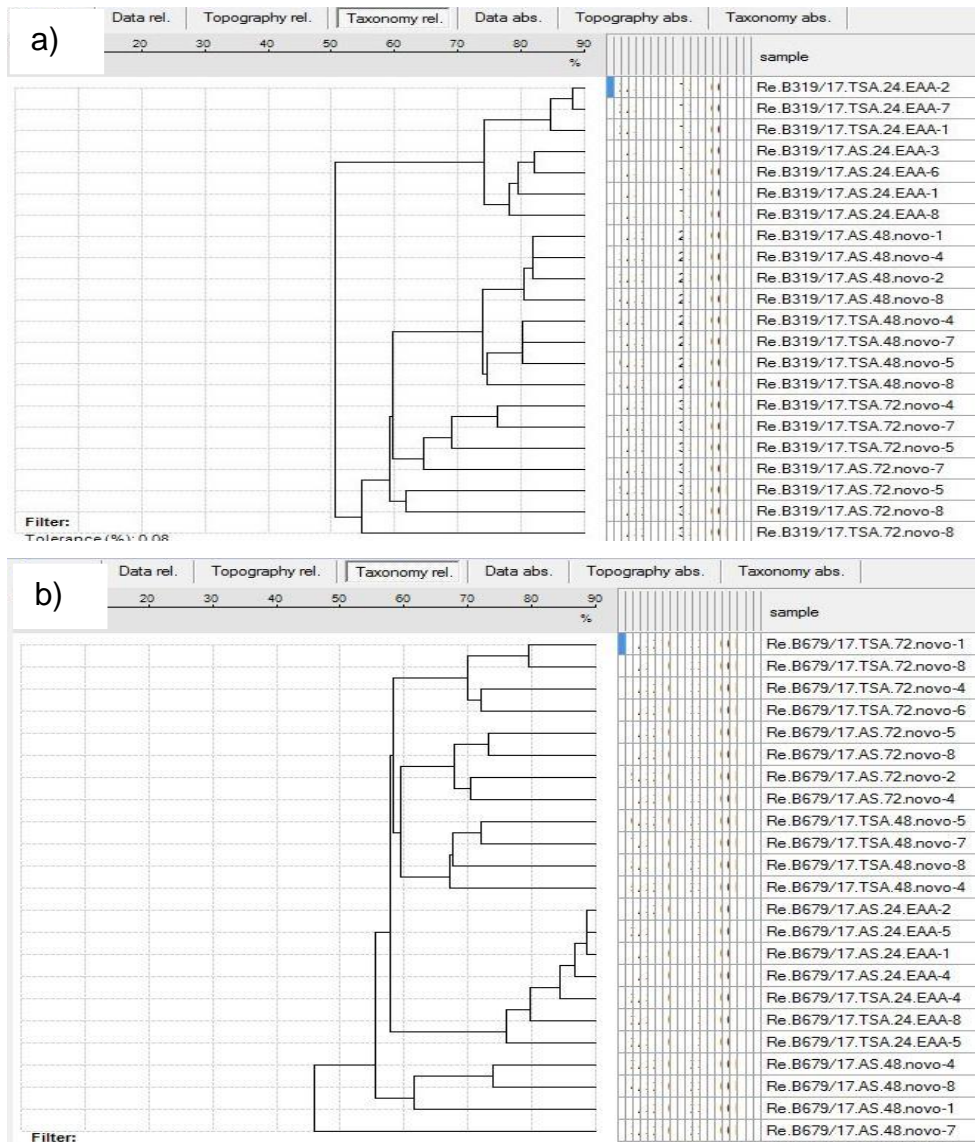 a)
Data rel. Topography rel. Taxonomy rel. Data abs. Topography abs. Taxonomy abs.
20 30 40 50 60 70 80 90
%
sample
Re.B319/17.TSA.24.EAA-2
Re.B319/17.TSA.24.EAA-7
Re.B319/17.TSA.24.EAA-1
Re.B319/17.AS.24.EAA-3
Re.B319/17.AS.24.EAA-6
Re.B319/17.AS.24.EAA-1
Re.B319/17.AS.24.EAA-8
Re.B319/17.AS.48.novo-1
Re.B319/17.AS.48.novo-4
Re.B319/17.AS.48.novo-2
Re.B319/17.AS.48.novo-8
Re.B319/17.TSA.48.novo-4
Re.B319/17.TSA.48.novo-7
Re.B319/17.TSA.48.novo-5
Re.B319/17.TSA.48.novo-8
Re.B319/17.TSA.72.novo-4
Re.B319/17.TSA.72.novo-7
Re.B319/17.TSA.72.novo-5
Re.B319/17.AS.72.novo-7
Re.B319/17.AS.72.novo-5
Re.B319/17.AS.72.novo-8
Re.B319/17.TSA.72.novo-8
Filter:
Tolerance (%): 0.08
b)
Data rel. Topography rel. Taxonomy rel. Data abs. Topography abs. Taxonomy abs.
20 30 40 50 60 70 80 90
%
sample
Re.B679/17.TSA.72.novo-1
Re.B679/17.TSA.72.novo-8
Re.B679/17.TSA.72.novo-4
Re.B679/17.TSA.72.novo-6
Re.B679/17.AS.72.novo-5
Re.B679/17.AS.72.novo-8
Re.B679/17.AS.72.novo-2
Re.B679/17.AS.72.novo-4
Re.B679/17.TSA.48.novo-5
Re.B679/17.TSA.48.novo-7
Re.B679/17.TSA.48.novo-8
Re.B679/17.TSA.48.novo-4
Re.B679/17.AS.24.EAA-2
Re.B679/17.AS.24.EAA-5
Re.B679/17.AS.24.EAA-1
Re.B679/17.AS.24.EAA-4
Re.B679/17.TSA.24.EAA-4
Re.B679/17.TSA.24.EAA-8
Re.B679/17.TSA.24.EAA-5
Re.B679/17.AS.48.novo-4
Re.B679/17.AS.48.novo-8
Re.B679/17.AS.48.novo-1
Re.B679/17.AS.48.novo-7
Filter: